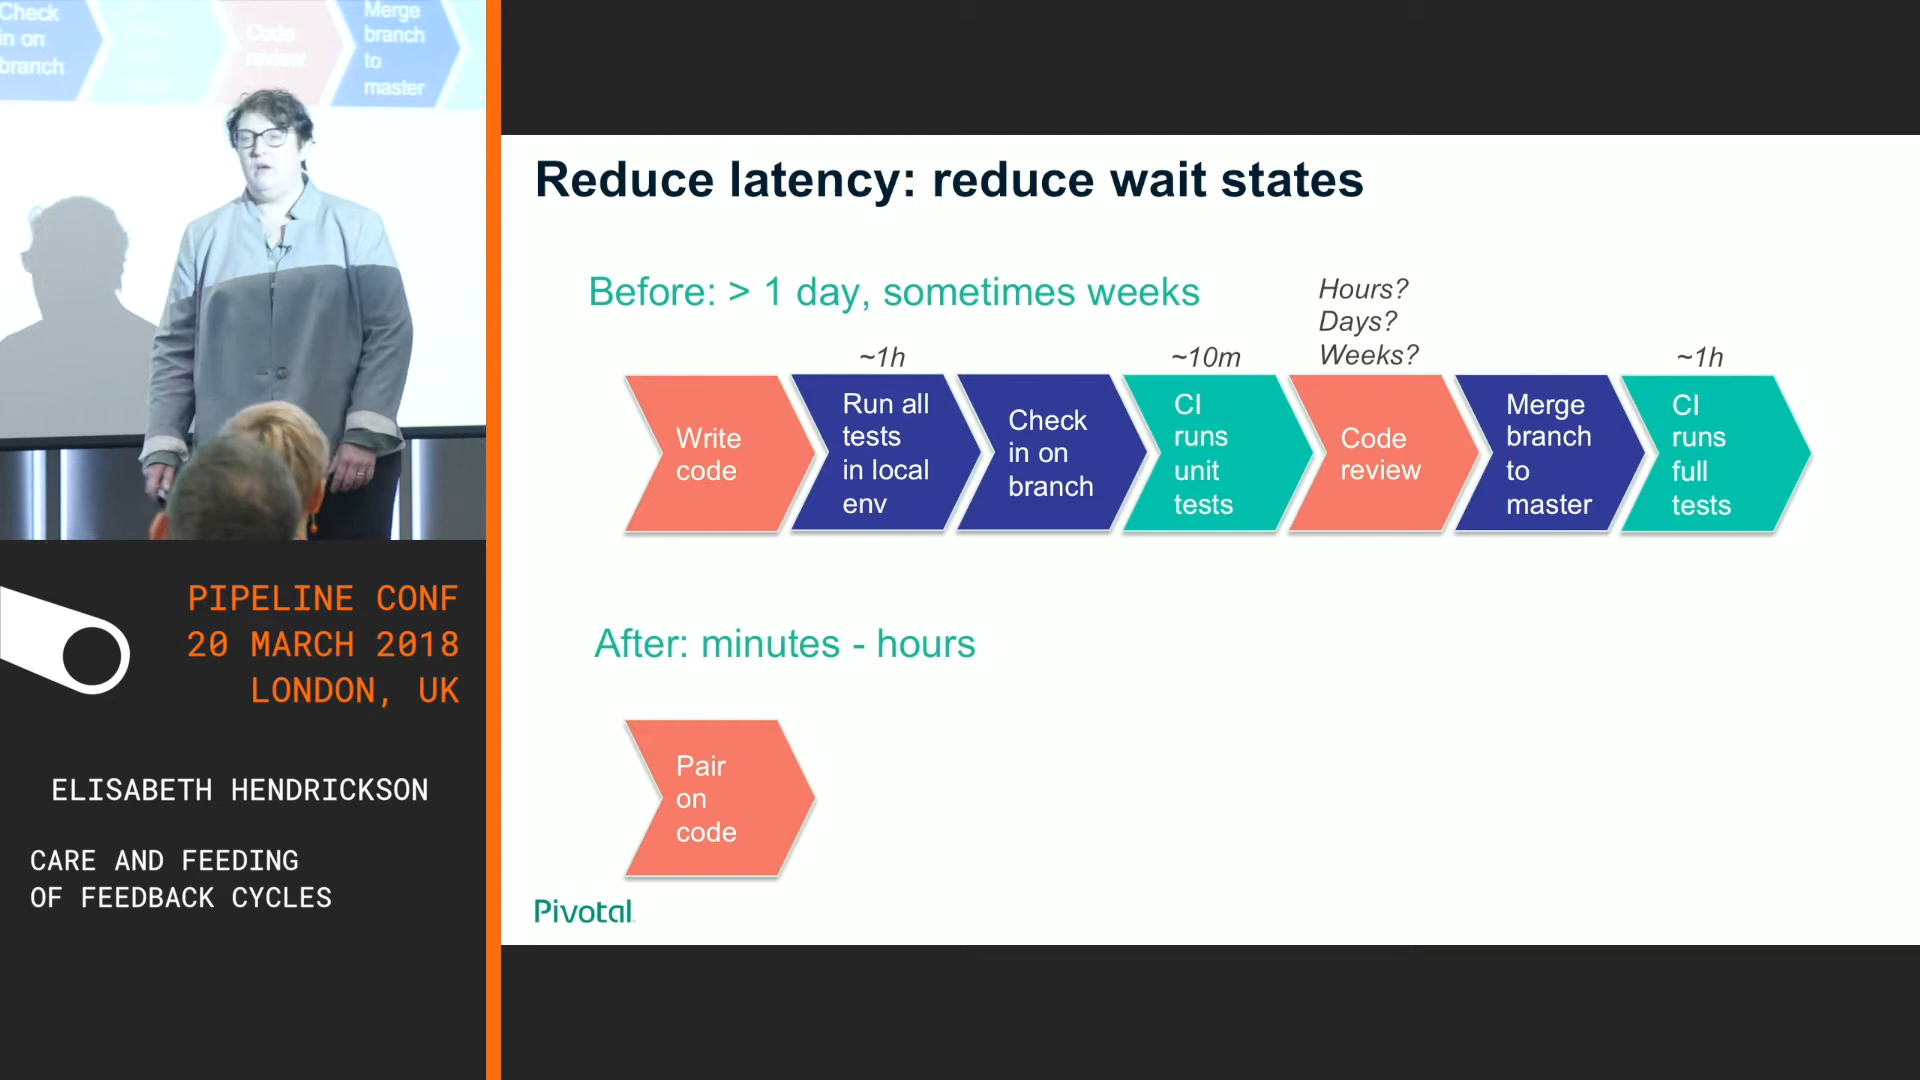 Check
in on
branch
Code
review
Merge
branch
to
master
PIPELINE CONF
20 MARCH 2018
LONDON, UK
ELISABETH HENDRICKSON
CARE AND FEEDING
OF FEEDBACK CYCLES
Reduce latency: reduce wait states
Before: > 1 day, sometimes weeks
Hours?
Days?
Weeks?
~1h
~10m
~1h
Write
code
Run all
tests
in local
env
Check
in on
branch
CI
runs
unit
tests
Code
review
Merge
branch
to
master
CI
runs
full
tests
After: minutes - hours
Pair
on
code
Pivotal